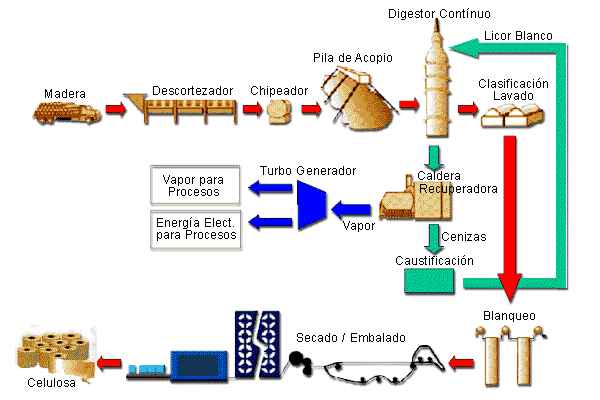 Digestor Contínuo
Licor Blanco
Pila de Acopio
Madera
Descortezador
Chipeador
Clasificación
Lavado
Turbo Generador
Caldera
Recuperadora
Vapor para
Procesos
Energía Elect.
para Procesos
Vapor
Cenizas
Caustificación
Blanqueo
Secado / Embalado
Celulosa